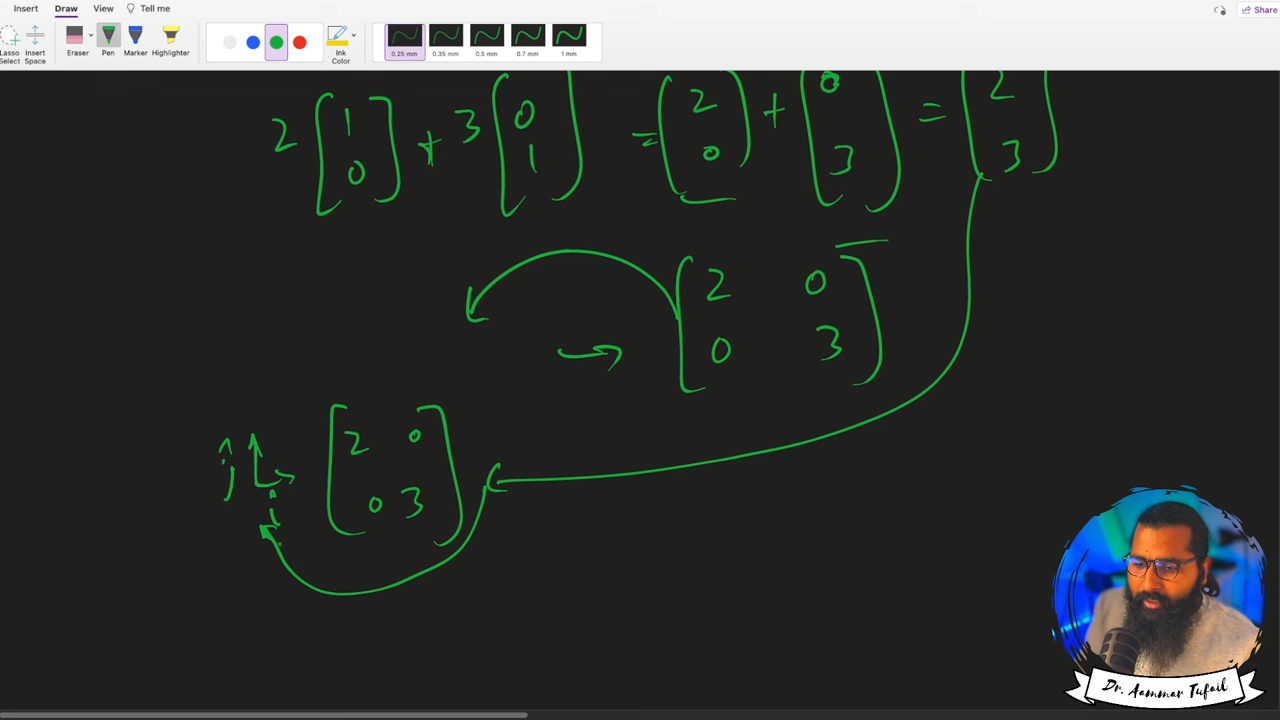 Insert Draw View Tell me Share
Lasso Select Insert Space Eraser Pen Marker Highlighter Ink Color 0.25 mm 0.35 mm 0.5 mm 0.7 mm 1 mm
2 [1 0] + 3 [0 1] = [2 0] + [0 3] = [2 3]
[2 0
0 3]
ĵ î [2 0
0 3]
Dr. Aammar Tufail